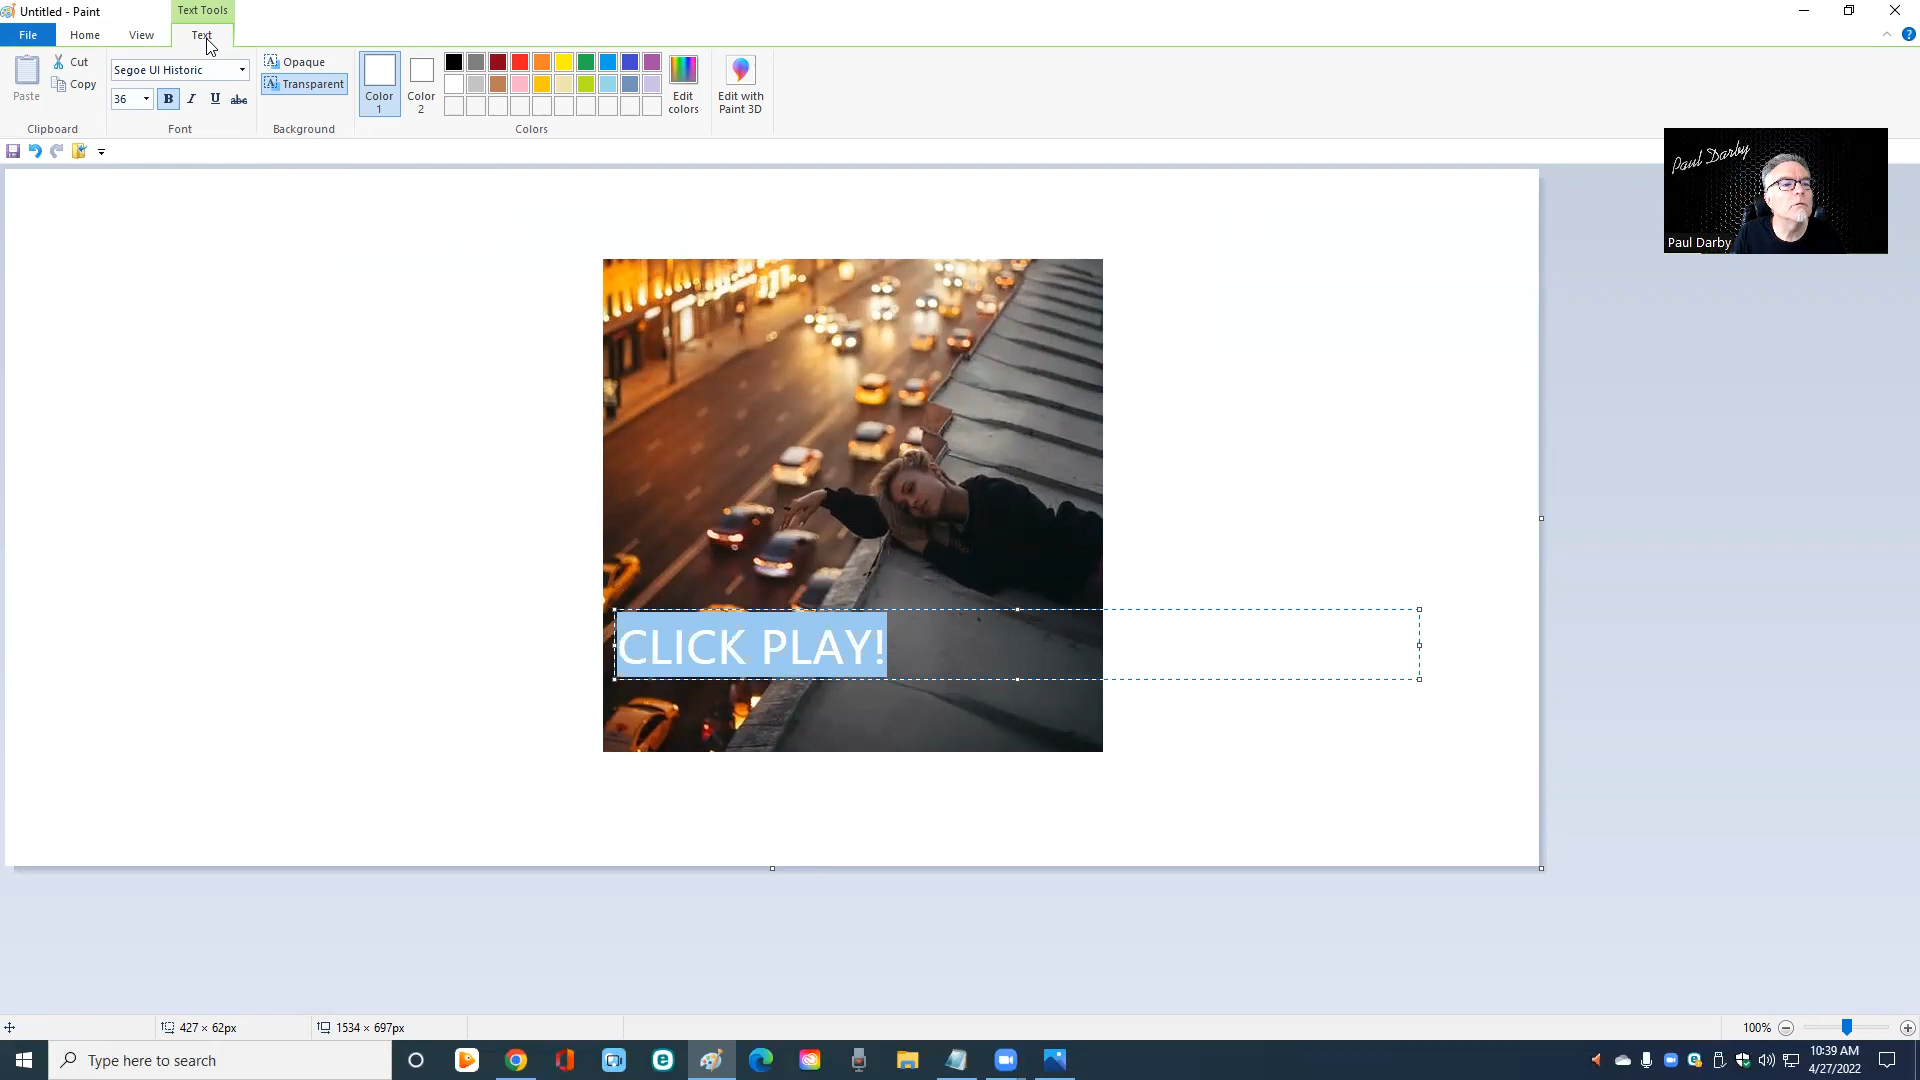 Untitled - Paint
Text Tools
File
Home
View
Text
Paste
Cut
Copy
Clipboard
Segoe UI Historic
36
B
I
U
abc
Font
A Opaque
A Transparent
Background
Color 1
Color 2
Edit colors
Edit with Paint 3D
Colors
Paul Darby
Paul Darby
CLICK PLAY!
427 × 62px
1534 × 697px
100%
Type here to search
10:39 AM
4/27/2022